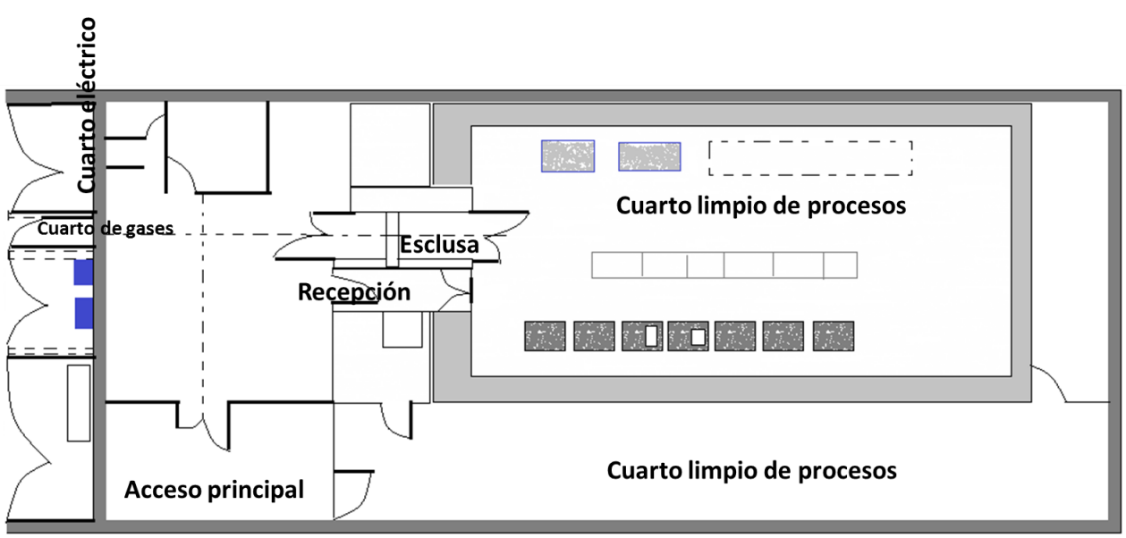 Cuarto eléctrico
Cuarto de gases
Cuarto limpio de procesos
Esclusa
Recepción
Acceso principal
Cuarto limpio de procesos